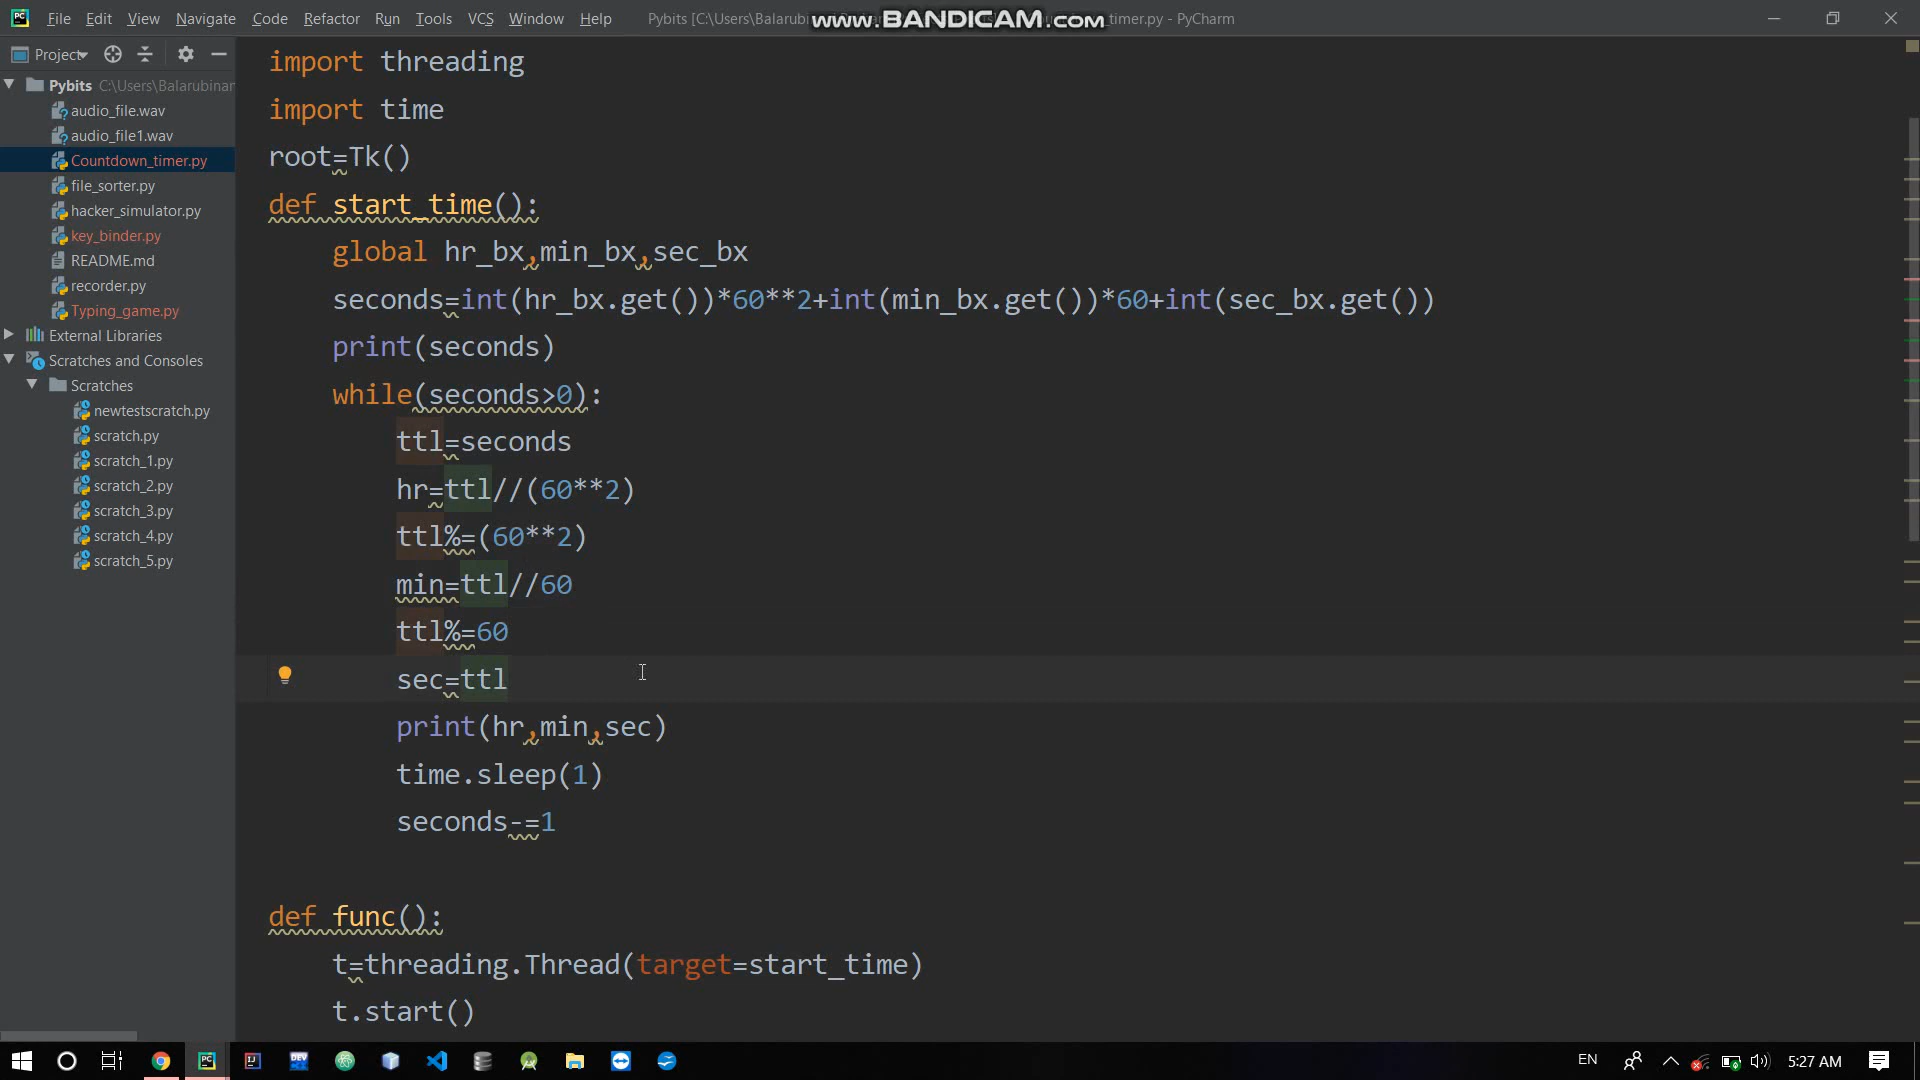 File Edit View Navigate Code Refactor Run Tools VCS Window Help Pybits [C:\Users\Balarubi www.BANDICAM.com timer.py - PyCharm
Project
Pybits C:\Users\Balarubinar
audio_file.wav
audio_file1.wav
Countdown_timer.py
file_sorter.py
hacker_simulator.py
key_binder.py
README.md
recorder.py
Typing_game.py
External Libraries
Scratches and Consoles
Scratches
newtestscratch.py
scratch.py
scratch_1.py
scratch_2.py
scratch_3.py
scratch_4.py
scratch_5.py
import threading
import time
root=Tk()
def start_time():
global hr_bx,min_bx,sec_bx
seconds=int(hr_bx.get())*60**2+int(min_bx.get())*60+int(sec_bx.get())
print(seconds)
while(seconds>0):
ttl=seconds
hr=ttl//(60**2)
ttl%=(60**2)
min=ttl//60
ttl%=60
sec=ttl
print(hr,min,sec)
time.sleep(1)
seconds-=1
def func():
t=threading.Thread(target=start_time)
t.start()
EN 5:27 AM